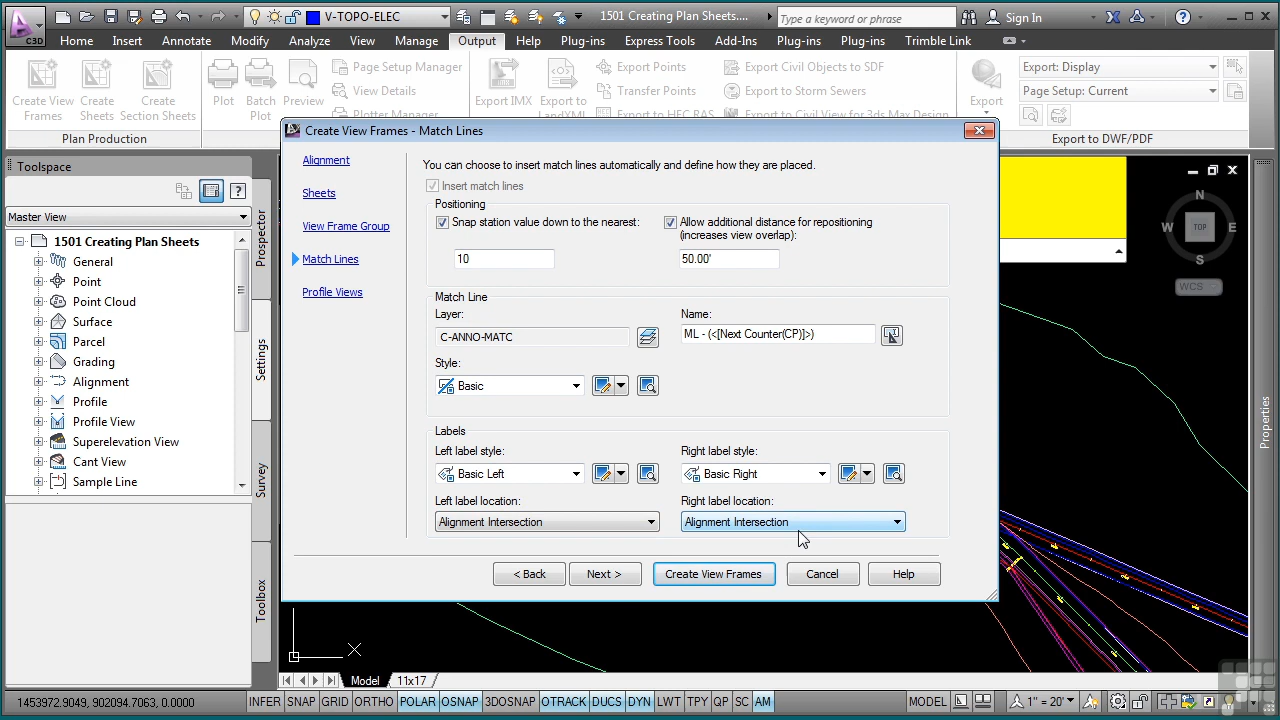 V-TOPO-ELEC
1501 Creating Plan Sheets....
Type a keyword or phrase
Sign In
C3D
Home Insert Annotate Modify Analyze View Manage Output Help Plug-ins Express Tools Add-Ins Plug-ins Plug-ins Trimble Link
Create View Frames
Create Sheets
Create Section Sheets
Plot
Batch Plot
Preview
Page Setup Manager
View Details
Plotter Manager
Export IMX
Export to LandXML
Export Points
Transfer Points
Export HEC RAS
Export Civil Objects to SDF
Export to Storm Sewers
Export to Civil View for 3ds Max Design
Export
Export: Display
Page Setup: Current
Plan Production
Export to DWF/PDF
Create View Frames - Match Lines
Toolspace
Master View
1501 Creating Plan Sheets
General
Point
Point Cloud
Surface
Parcel
Grading
Alignment
Profile
Profile View
Superelevation View
Cant View
Sample Line
Prospector
Settings
Survey
Toolbox
Alignment
Sheets
View Frame Group
Match Lines
Profile Views
You can choose to insert match lines automatically and define how they are placed.
Insert match lines
Positioning
Snap station value down to the nearest:
10
Allow additional distance for repositioning
(increases view overlap):
50.00'
Match Line
Layer:
C-ANNO-MATC
Name:
ML - (<[Next Counter(CP)]>)
Style:
Basic
Labels
Left label style:
Basic Left
Right label style:
Basic Right
Left label location:
Alignment Intersection
Right label location:
Alignment Intersection
< Back
Next >
Create View Frames
Cancel
Help
N
W
TOP
E
S
WCS
Properties
X
Model
11x17
1453972.9049, 902094.7063, 0.0000
INFER SNAP GRID ORTHO POLAR OSNAP 3DOSNAP OTRACK DUCS DYN LWT TPY QP SC AM
MODEL
1" = 20'